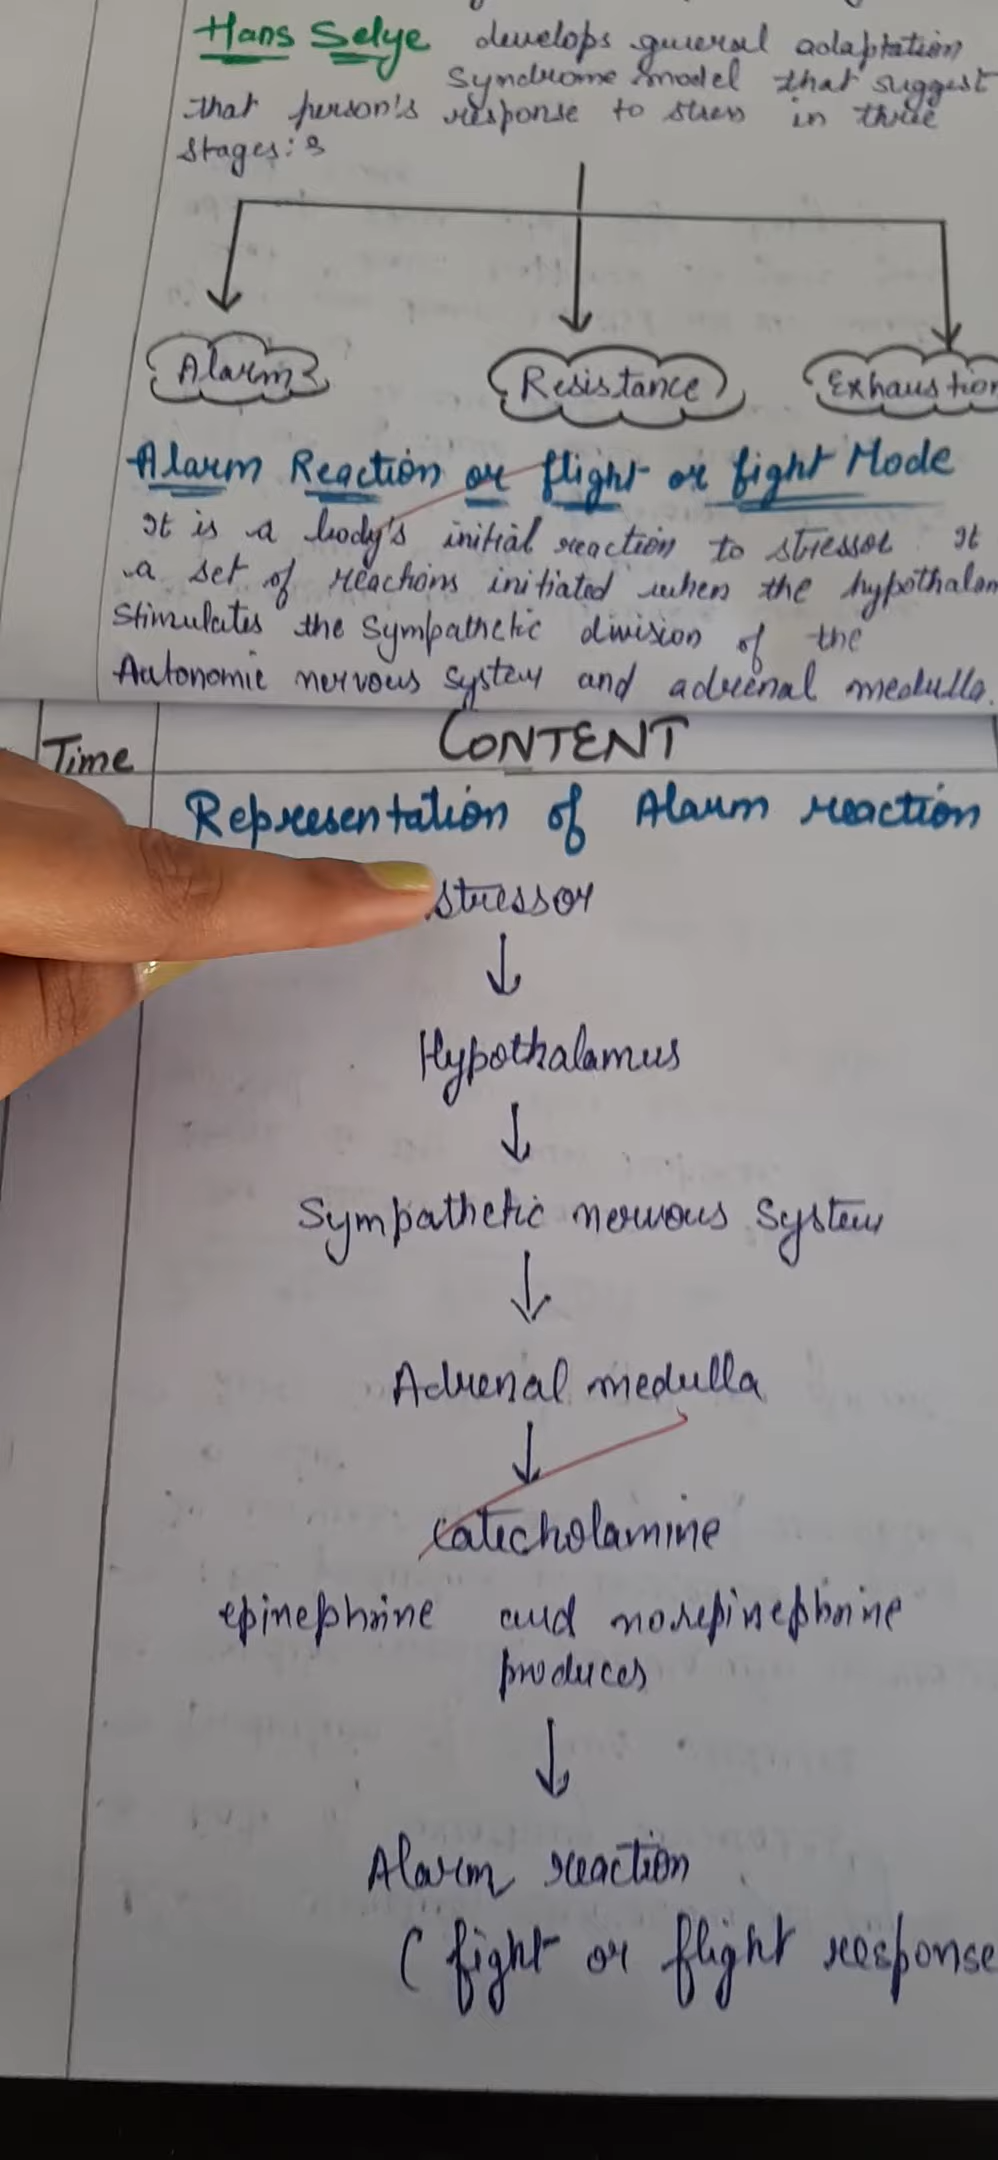 Hans Selye develops general adaptation
Syndrome model that suggest
that person's response to stress in three
stages:
Alarm
Resistance
Exhaustion
Alarm Reaction or flight or fight Mode
It is a body's initial reaction to stressor It
a set of reactions initiated when the hypothalam
Stimulates the Sympathetic division of the
Autonomic nervous system and adrenal medulla.
Time
CONTENT
Representation of Alarm reaction
Stressor
↓
Hypothalamus
↓
Sympathetic nervous System
↓
Adrenal medulla
↓
Catecholamine
epinephrine and norepinephrine
produces
↓
Alarm reaction
( fight or flight response